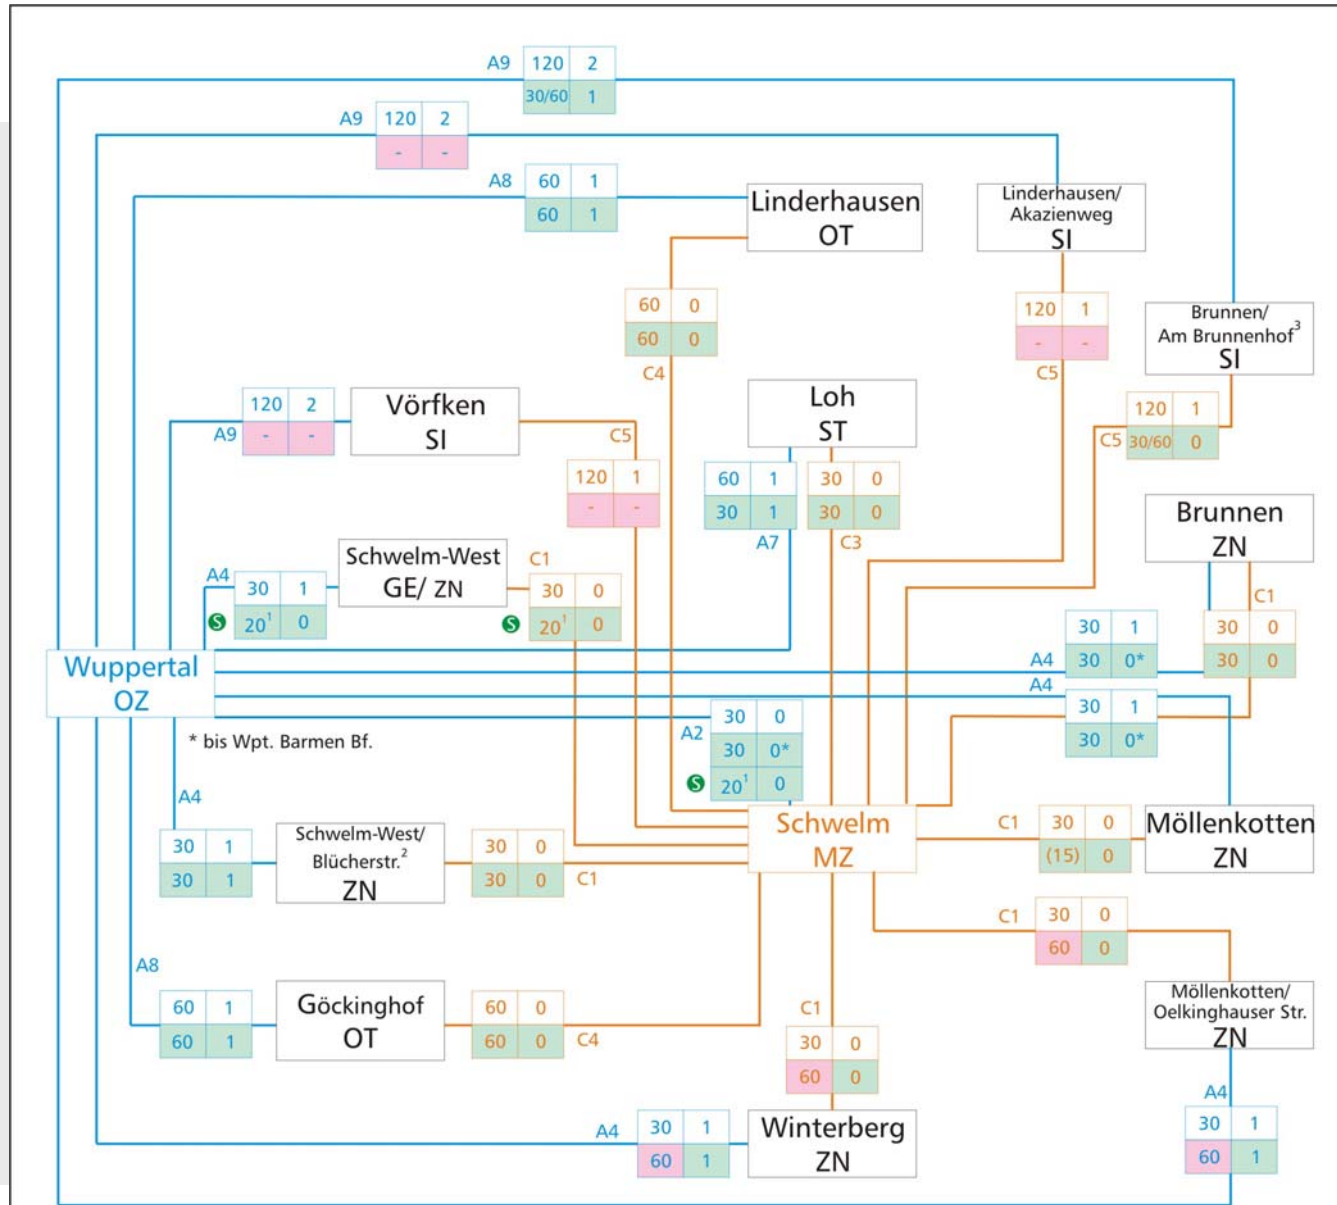 A9 120 2
30/60 1
A9 120 2
- -
A8 60 1
60 1
Linderhausen
OT
Linderhausen/
Akazienweg
SI
60 0
60 0
C4
120 1
- -
C5
Brunnen/
Am Brunnenhof³
SI
120 2
A9 - -
Vörfken
SI
C5
120 1
- -
Loh
ST
60 1
30 1
A7
30 0
30 0
C3
120 1
C5 30/60 0
Brunnen
ZN
C1
A4 30 1
S 20¹ 0
Schwelm-West
GE/ ZN
C1
30 0
S 20¹ 0
30 1
A4 30 0*
30 0
30 0
Wuppertal
OZ
A4
30 1
30 0*
* bis Wpt. Barmen Bf.
A2 30 0
30 0*
S 20¹ 0
A4
30 1
30 1
Schwelm-West/
Blücherstr.²
ZN
30 0
30 0 C1
Schwelm
MZ
C1 30 0
(15) 0
Möllenkotten
ZN
C1 30 0
60 0
A8
60 1
60 1
Göckinghof
OT
60 0
60 0 C4
C1
30 0
60 0
Möllenkotten/
Oelkinghauser Str.
ZN
A4
30 1
60 1
A4 30 1
60 1
Winterberg
ZN